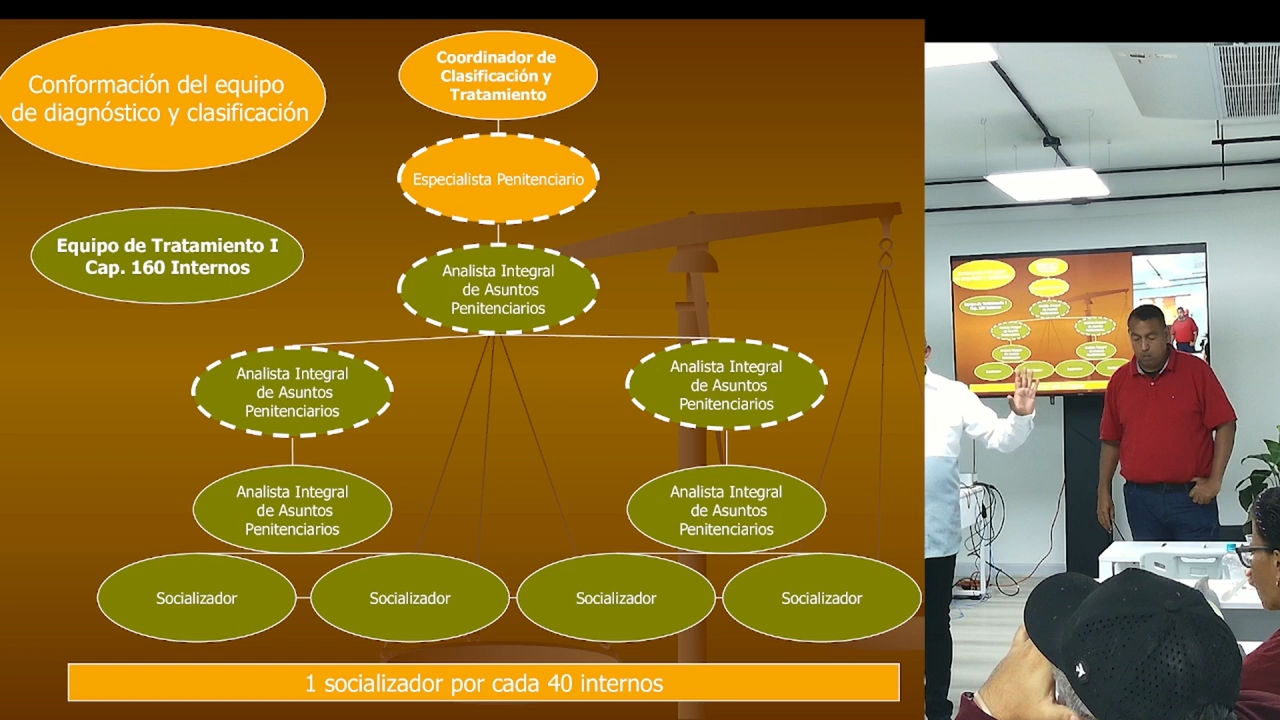 Conformación del equipo
de diagnóstico y clasificación
Coordinador de
Clasificación y
Tratamiento
Especialista Penitenciario
Equipo de Tratamiento I
Cap. 160 Internos
Analista Integral
de Asuntos
Penitenciarios
Analista Integral
de Asuntos
Penitenciarios
Analista Integral
de Asuntos
Penitenciarios
Analista Integral
de Asuntos
Penitenciarios
Analista Integral
de Asuntos
Penitenciarios
Socializador
Socializador
Socializador
Socializador
1 socializador por cada 40 internos